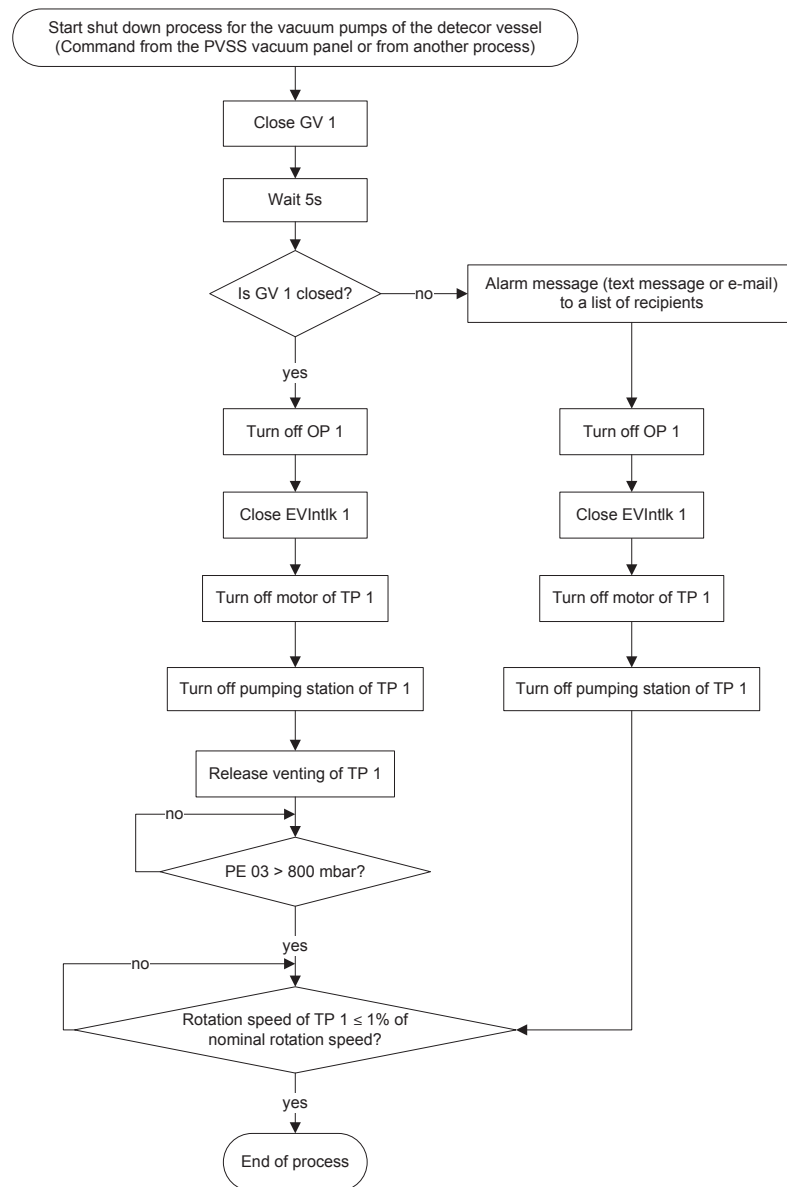 Start shut down process for the vacuum pumps of the detecor vessel
(Command from the PVSS vacuum panel or from another process)
Close GV 1
Wait 5s
Is GV 1 closed?
no
Alarm message (text message or e-mail)
to a list of recipients
yes
Turn off OP 1
Close EVIntlk 1
Turn off motor of TP 1
Turn off pumping station of TP 1
Release venting of TP 1
no
PE 03 > 800 mbar?
yes
Turn off OP 1
Close EVIntlk 1
Turn off motor of TP 1
Turn off pumping station of TP 1
no
Rotation speed of TP 1 ≤ 1% of
nominal rotation speed?
yes
End of process